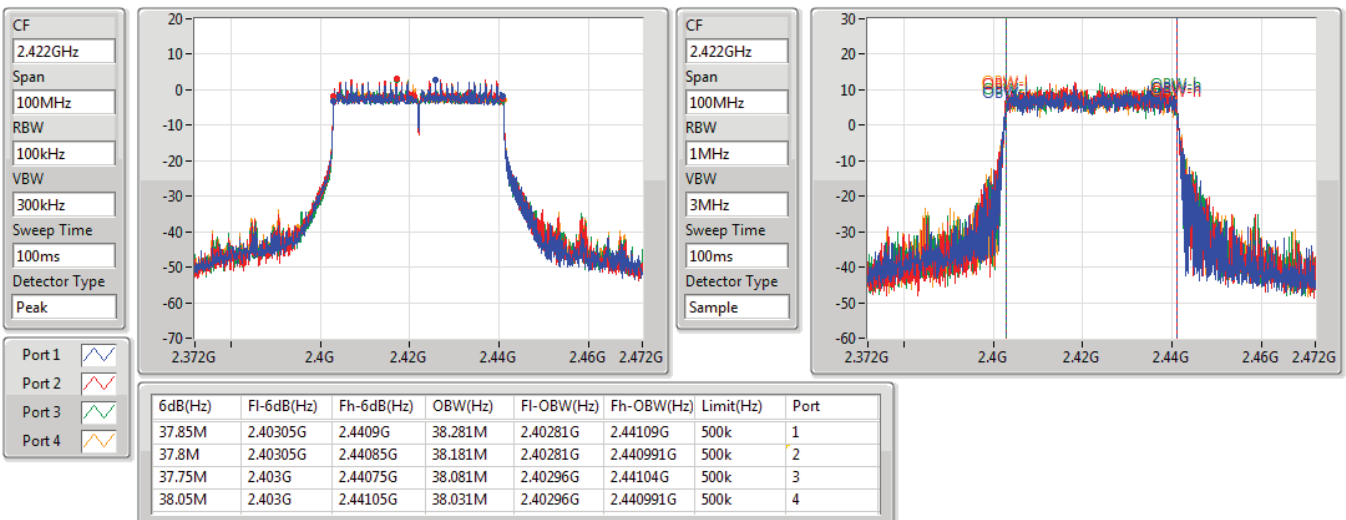 CF
2.422GHz
Span
100MHz
RBW
100kHz
VBW
300kHz
Sweep Time
100ms
Detector Type
Peak
20
10
0
-10
-20
-30
-40
-50
-60
-70
2.372G 2.4G 2.42G 2.44G 2.46G 2.472G
CF
2.422GHz
Span
100MHz
RBW
1MHz
VBW
3MHz
Sweep Time
100ms
Detector Type
Sample
30
20
10
0
-10
-20
-30
-40
-50
-60
OBW-l
OBW-h
2.372G 2.4G 2.42G 2.44G 2.46G 2.472G
Port 1
Port 2
Port 3
Port 4
6dB(Hz) Fl-6dB(Hz) Fh-6dB(Hz) OBW(Hz) Fl-OBW(Hz) Fh-OBW(Hz) Limit(Hz) Port
37.85M 2.40305G 2.4409G 38.281M 2.40281G 2.44109G 500k 1
37.8M 2.40305G 2.44085G 38.181M 2.40281G 2.440991G 500k 2
37.75M 2.403G 2.44075G 38.081M 2.40296G 2.44104G 500k 3
38.05M 2.403G 2.44105G 38.031M 2.40296G 2.440991G 500k 4